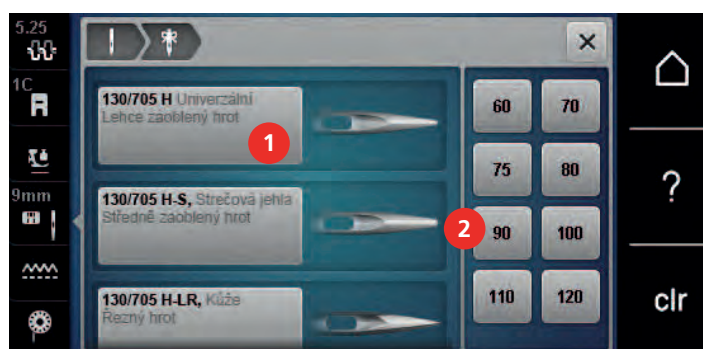 5.25
1C
9mm
130/705 H Univerzální
Lehce zaoblený hrot
1
130/705 H-S, Strečová jehla
Středně zaoblený hrot
2
130/705 H-LR, Kůže
Řezný hrot
60 70
75 80
90 100
110 120
?
clr